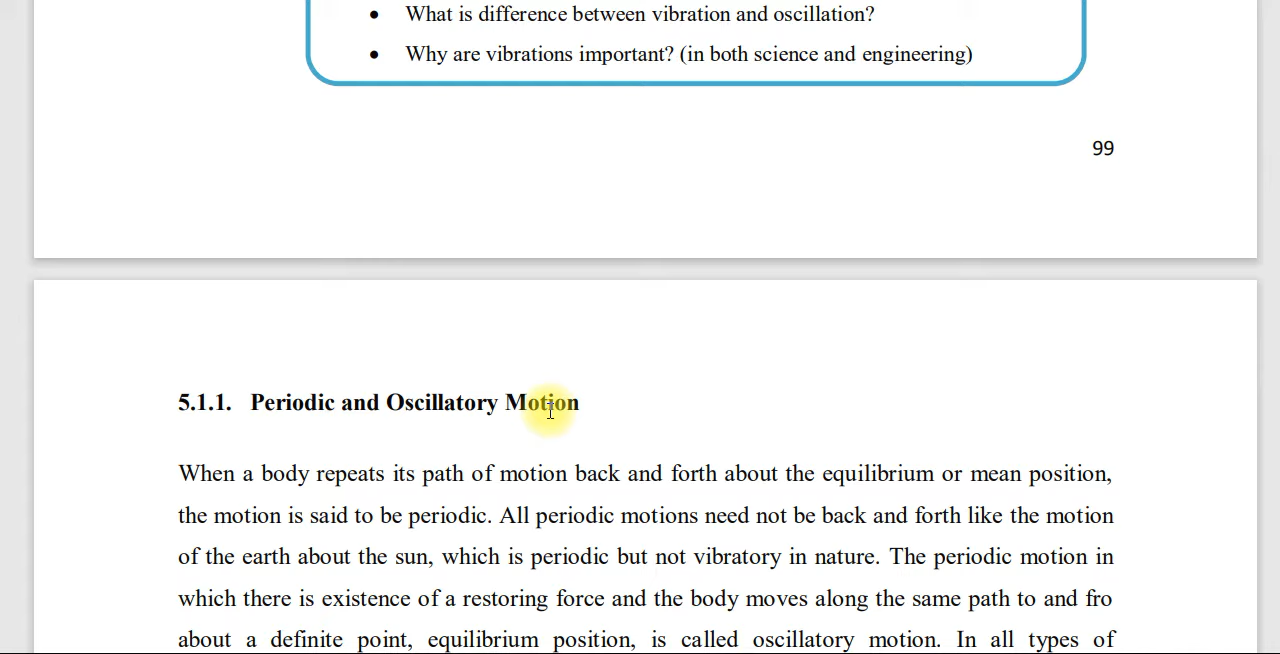 • What is difference between vibration and oscillation?
• Why are vibrations important? (in both science and engineering)
99
5.1.1. Periodic and Oscillatory Motion
When a body repeats its path of motion back and forth about the equilibrium or mean position,
the motion is said to be periodic. All periodic motions need not be back and forth like the motion
of the earth about the sun, which is periodic but not vibratory in nature. The periodic motion in
which there is existence of a restoring force and the body moves along the same path to and fro
about a definite point, equilibrium position, is called oscillatory motion. In all types of